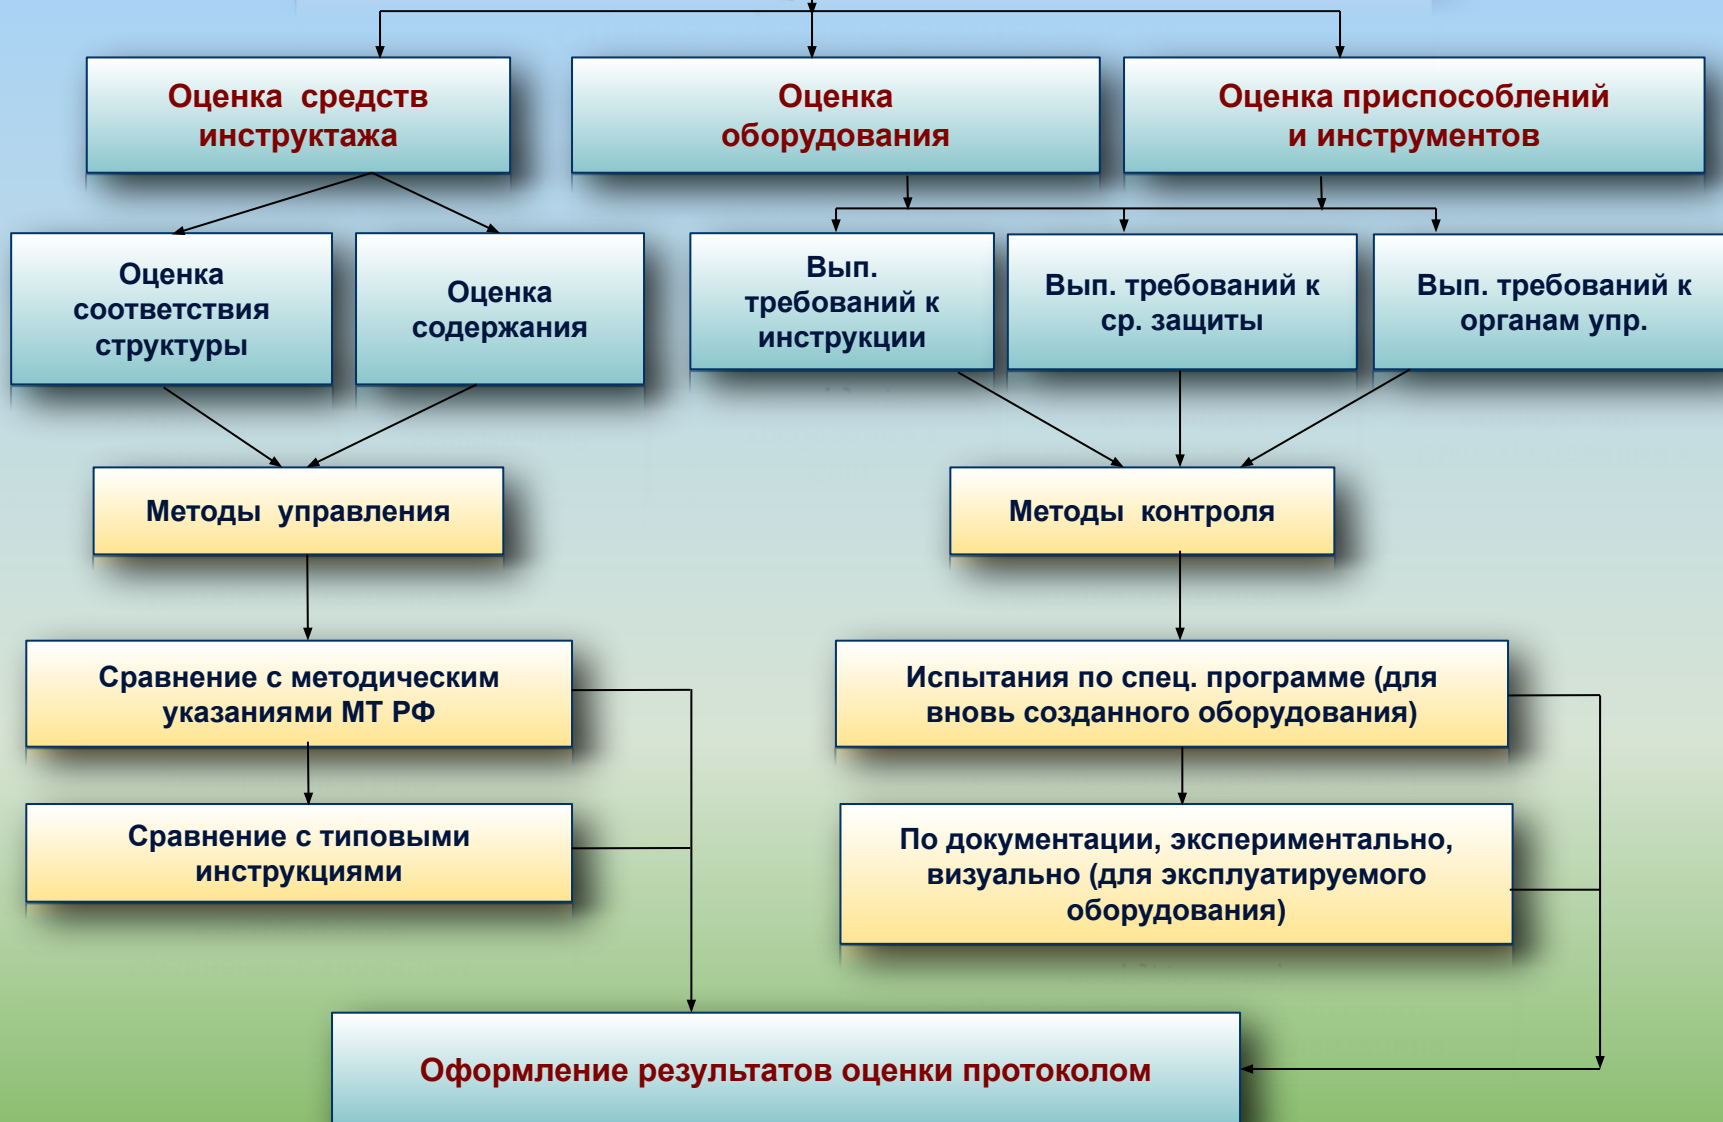 Оценка средств
инструктажа
Оценка
оборудования
Оценка приспособлений
и инструментов
Оценка
соответствия
структуры
Оценка
содержания
Вып.
требований к
инструкции
Вып. требований к
ср. защиты
Вып. требований к
органам упр.
Методы управления
Методы контроля
Сравнение с методическим
указаниями МТ РФ
Испытания по спец. программе (для
вновь созданного оборудования)
Сравнение с типовыми
инструкциями
По документации, экспериментально,
визуально (для эксплуатируемого
оборудования)
Оформление результатов оценки протоколом